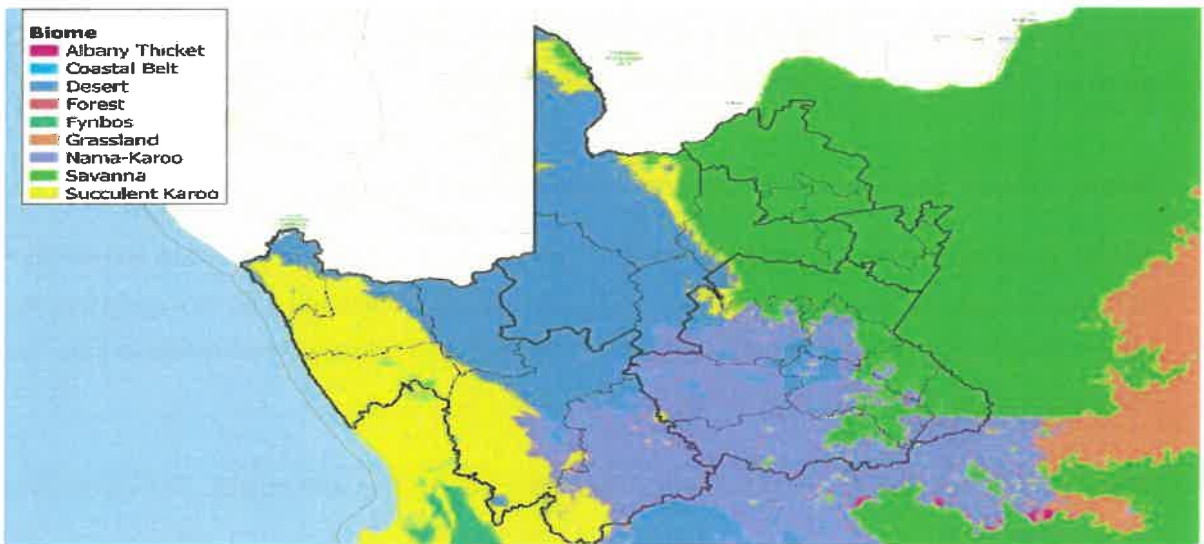 Biome
Albany Thicket
Coastal Belt
Desert
Forest
Fynbos
Grassland
Nama-Karoo
Savanna
Succulent Karoo